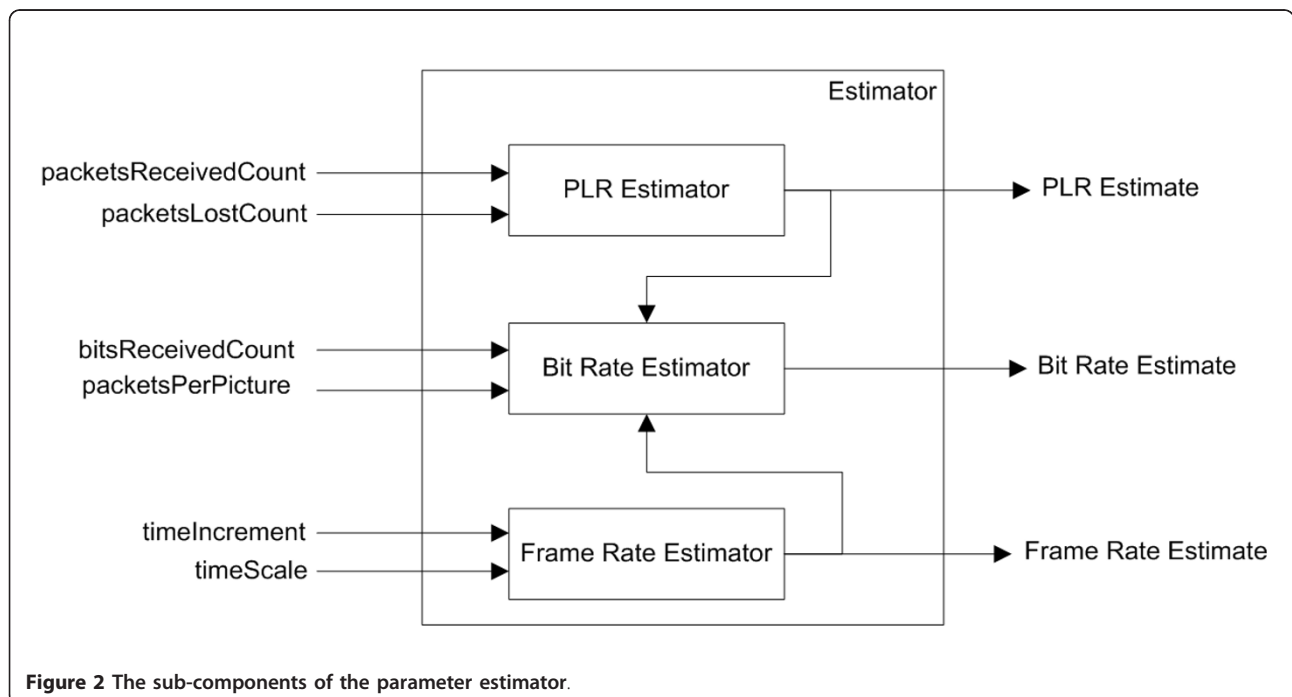 Estimator
packetsReceivedCount
packetsLostCount
PLR Estimator
PLR Estimate
bitsReceivedCount
packetsPerPicture
Bit Rate Estimator
Bit Rate Estimate
timeIncrement
timeScale
Frame Rate Estimator
Frame Rate Estimate
Figure 2 The sub-components of the parameter estimator.